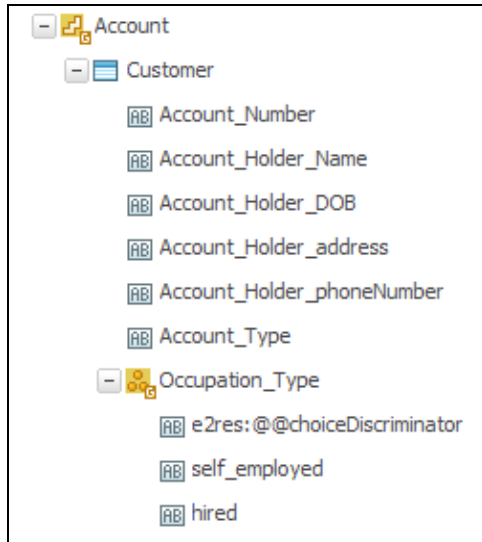 Account
Customer
Account_Number
Account_Holder_Name
Account_Holder_DOB
Account_Holder_address
Account_Holder_phoneNumber
Account_Type
Occupation_Type
e2res:@@choiceDiscriminator
self_employed
hired